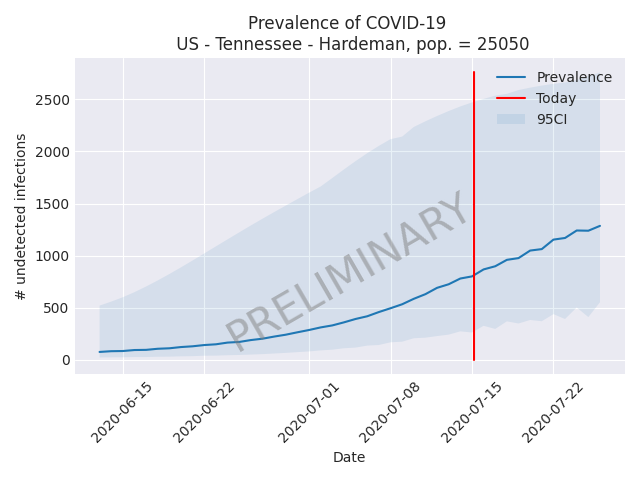 Prevalence of COVID-19
US - Tennessee - Hardeman, pop. = 25050
Prevalence
Today
95CI
2500
2000
1500
1000
500
0
# undetected infections
PRELIMINARY
2020-06-15
2020-06-22
2020-07-01
2020-07-08
2020-07-15
2020-07-22
Date